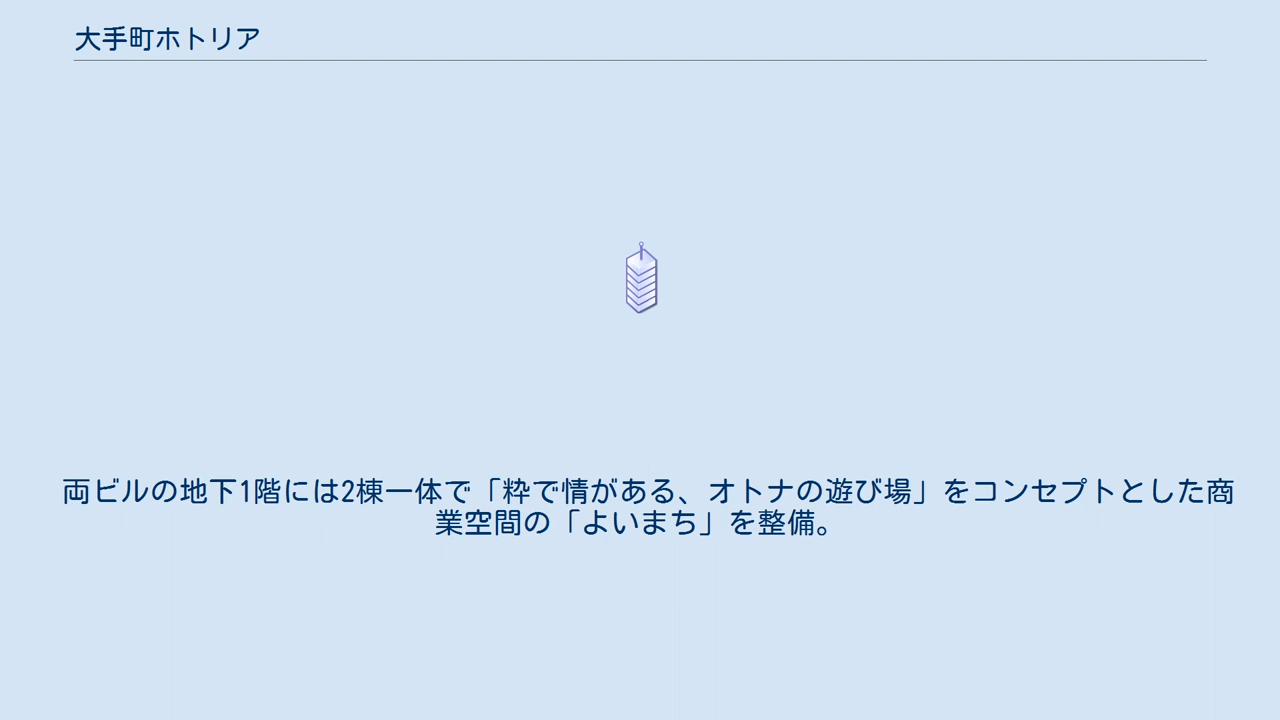 大手町ホトリア
両ビルの地下1階には2棟一体で「粋で情がある、オトナの遊び場」をコンセプトとした商
業空間の「よいまち」を整備。